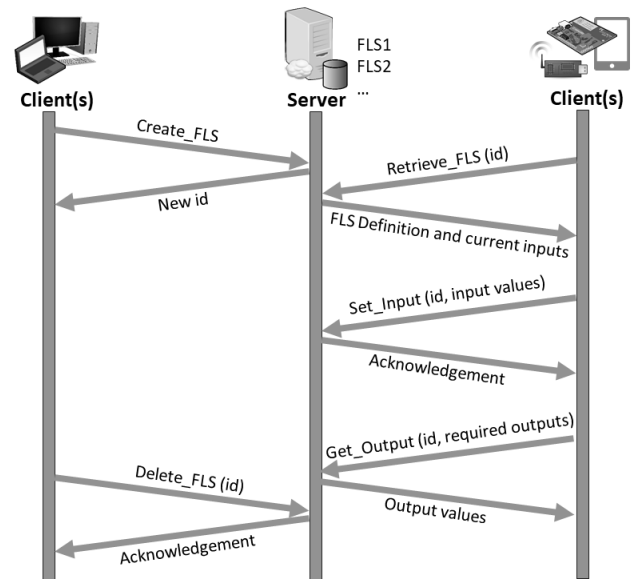 FLS1
FLS2
...
Client(s)
Server
Client(s)
Create_FLS
Retrieve_FLS (id)
New id
FLS Definition and current inputs
Set_Input (id, input values)
Acknowledgement
Get_Output (id, required outputs)
Delete_FLS (id)
Output values
Acknowledgement